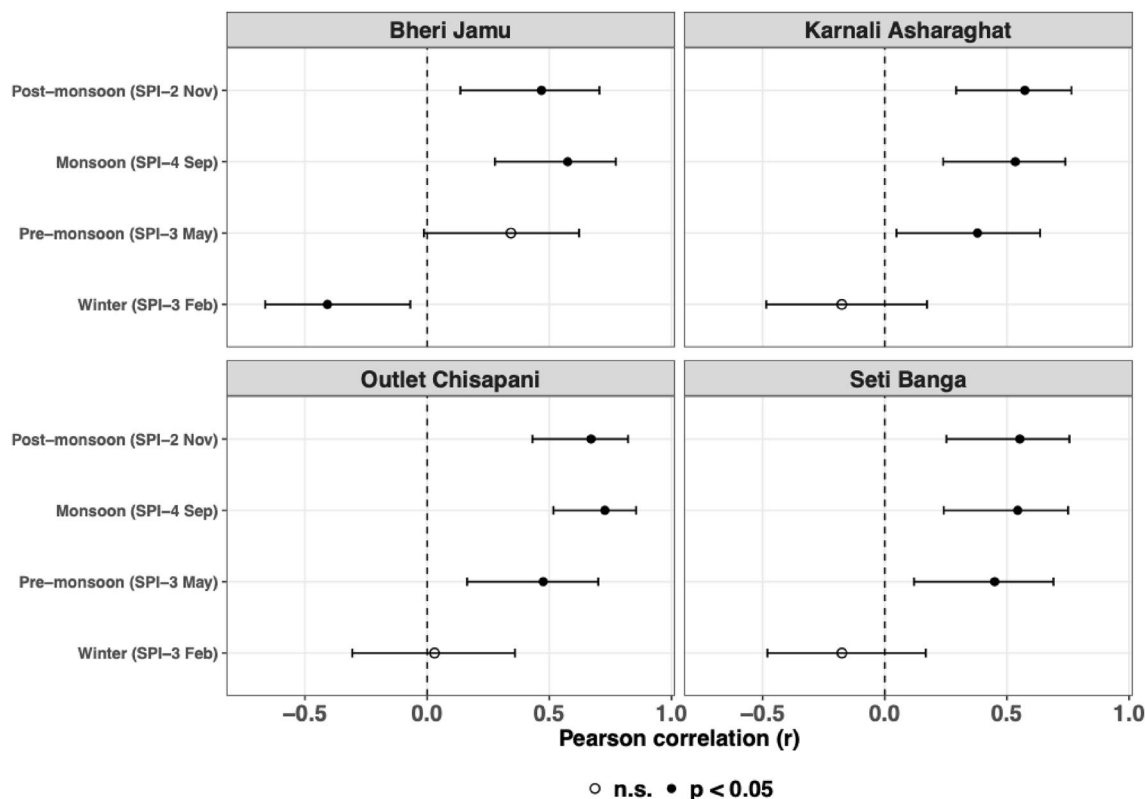 Bheri Jamu
Karnali Asharaghat
Post–monsoon (SPI–2 Nov)
Monsoon (SPI–4 Sep)
Pre–monsoon (SPI–3 May)
Winter (SPI–3 Feb)
Outlet Chisapani
Seti Banga
Post–monsoon (SPI–2 Nov)
Monsoon (SPI–4 Sep)
Pre–monsoon (SPI–3 May)
Winter (SPI–3 Feb)
–0.5 0.0 0.5 1.0 –0.5 0.0 0.5 1.0
Pearson correlation (r)
n.s. p < 0.05